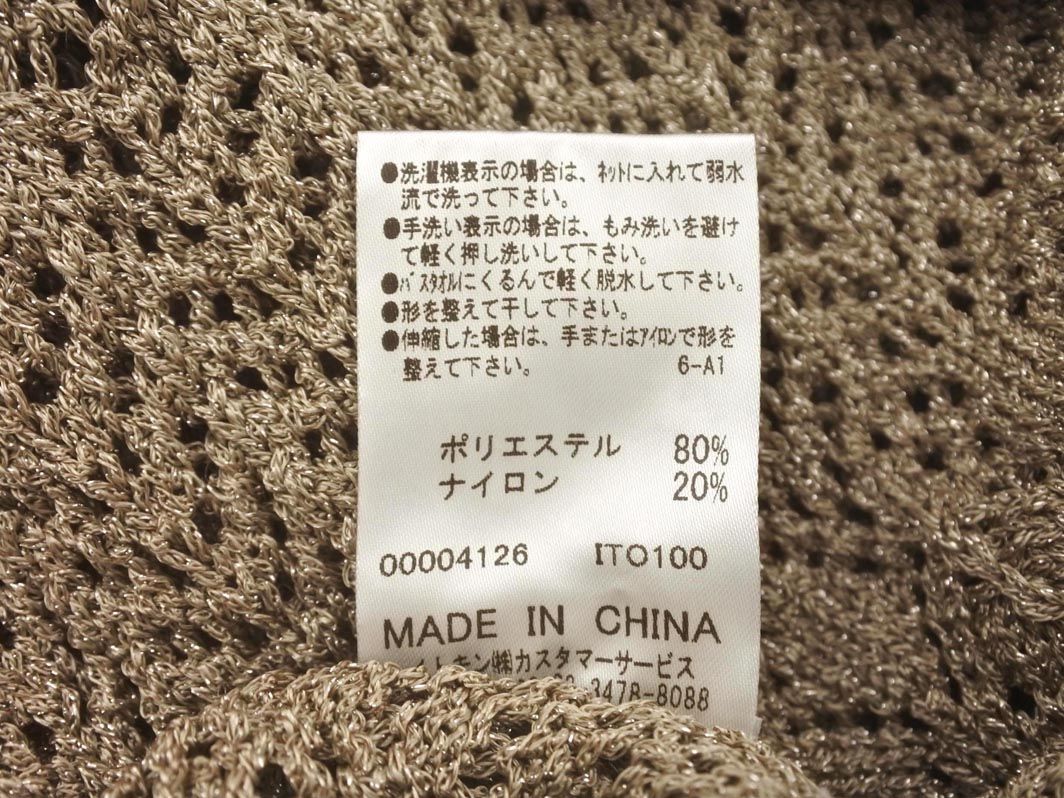 ●洗濯機表示の場合は、ネットに入れて弱水
流で洗って下さい。
●手洗い表示の場合は、もみ洗いを避け
て軽く押し洗いして下さい。
●バスタオルにくるんで軽く脱水して下さい。
●形を整えて干して下さい。
●伸縮した場合は、手またはアイロンで形を
整えて下さい。 6-A1
ポリエステル 80%
ナイロン 20%
00004126 ITO100
MADE IN CHINA
イトキン㈱カスタマーサービス
3478-8088